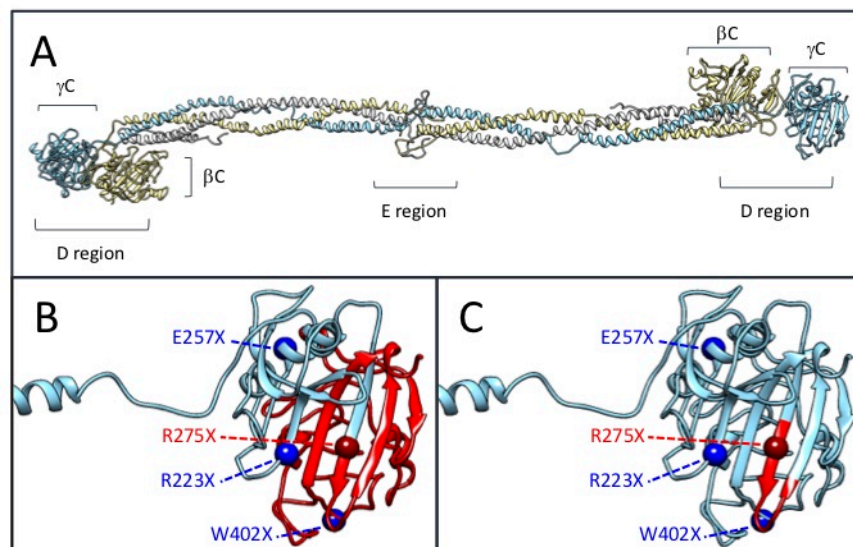 A
γC
βC
E region
D region
βC
γC
D region
B
E257X
R275X
R223X
W402X
C
E257X
R275X
R223X
W402X